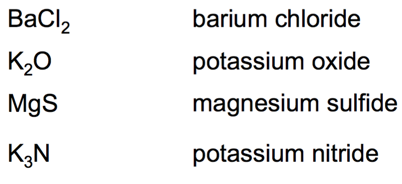 BaCl₂ barium chloride
K₂O potassium oxide
MgS magnesium sulfide
K₃N potassium nitride